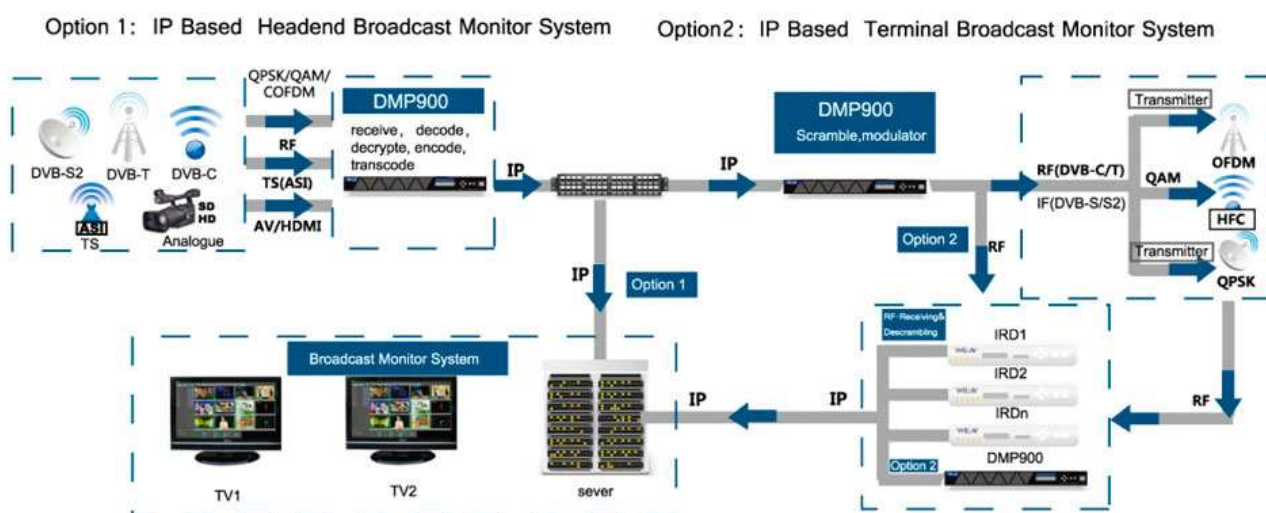 Option 1: IP Based Headend Broadcast Monitor System
Option2: IP Based Terminal Broadcast Monitor System
QPSK/QAM/
COFDM
RF
TS(ASI)
AV/HDMI
DVB-S2
DVB-T
DVB-C
ASI
TS
SD
HD
Analogue
DMP900
receive, decode,
decrypte, encode,
transcode
IP
IP
DMP900
Scramble,modulator
RF(DVB-C/T)
IF(DVB-S/S2)
Transmitter
OFDM
QAM
HFC
Transmitter
QPSK
Option 2
RF
IP
Option 1
Broadcast Monitor System
TV1
TV2
sever
IP
IP
RF-Receiving&
Descrambling
IRD1
IRD2
IRDn
Option 2
DMP900
RF